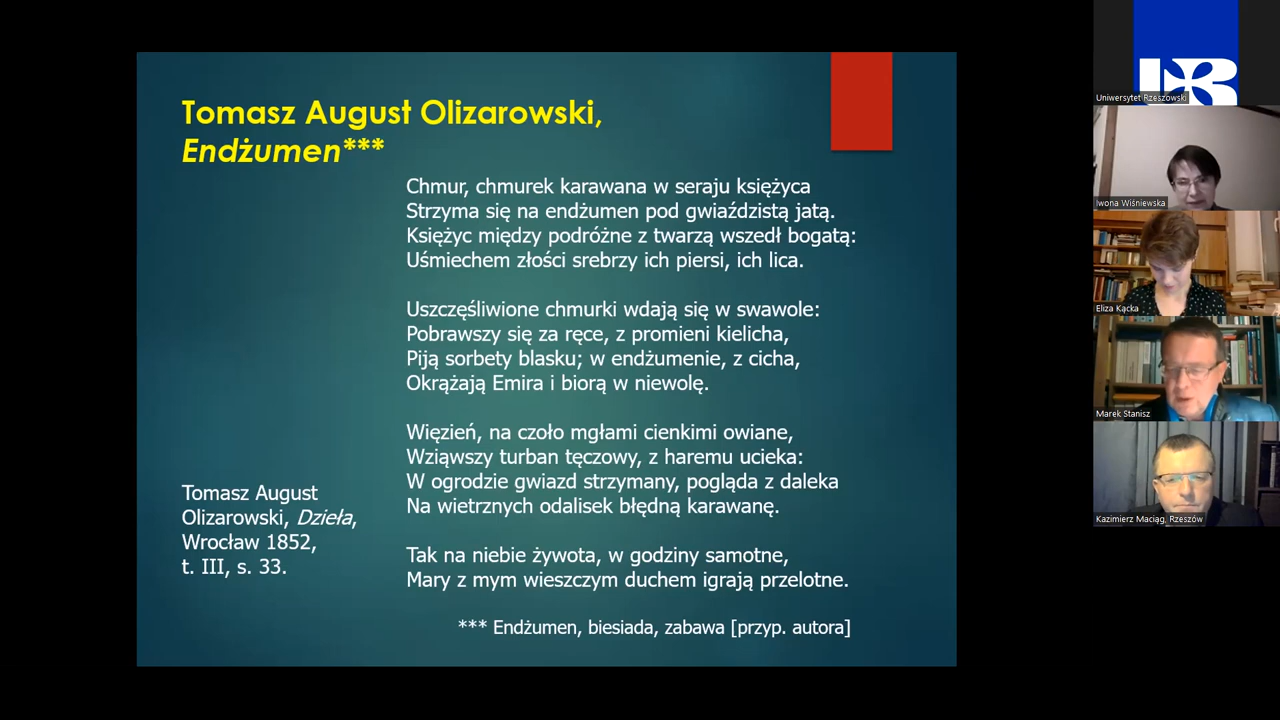 Tomasz August Olizarowski,
Endżumen***
Chmur, chmurek karawana w seraju księżyca
Strzyma się na endżumen pod gwiaździstą jatą.
Księżyc między podróżne z twarzą wszedł bogatą:
Uśmiechem złości srebrzy ich piersi, ich lica.
Uszczęśliwione chmurki wdają się w swawole:
Pobrawszy się za ręce, z promieni kielicha,
Piją sorbety blasku; w endżumenie, z cicha,
Okrążają Emira i biorą w niewolę.
Więzień, na czoło mgłami cienkimi owiane,
Wziąwszy turban tęczowy, z haremu ucieka:
W ogrodzie gwiazd strzymany, pogląda z daleka
Na wietrznych odalisek błędną karawanę.
Tak na niebie żywota, w godziny samotne,
Mary z mym wieszczym duchem igrają przelotne.
*** Endżumen, biesiada, zabawa [przyp. autora]
Tomasz August
Olizarowski, Dzieła,
Wrocław 1852,
t. III, s. 33.
UR
Uniwersytet Rzeszowski
Iwona Wiśniewska
Eliza Kącka
Marek Stanisz
Kazimierz Maciąg, Rzeszów